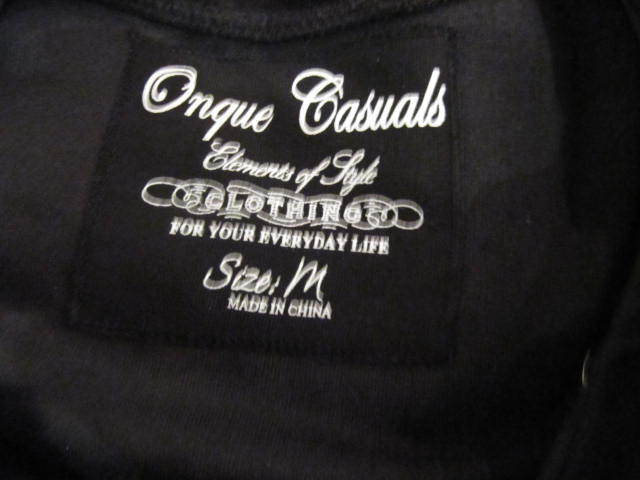 Onque Casuals
Elements of Style
CLOTHING
FOR YOUR EVERYDAY LIFE
Size: M
MADE IN CHINA